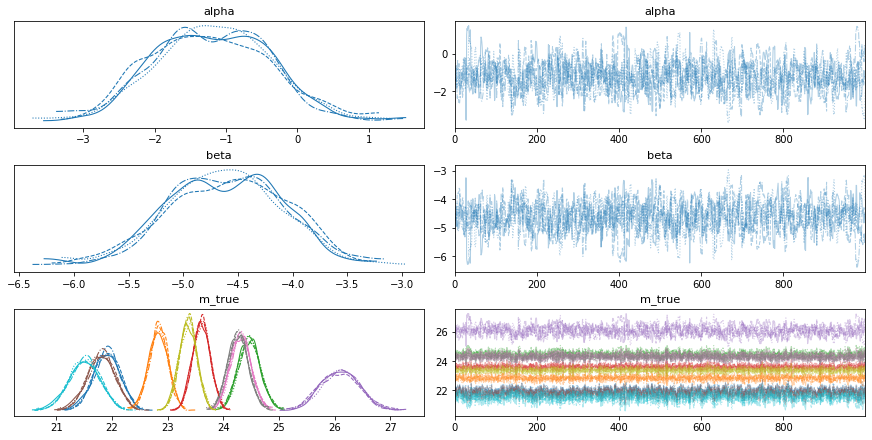 alpha
alpha
0
−2
−3 −2 −1 0 1
0 200 400 600 800
beta
beta
−3
−4
−5
−6
−6.5 −6.0 −5.5 −5.0 −4.5 −4.0 −3.5 −3.0
0 200 400 600 800
m_true
m_true
26
24
22
21 22 23 24 25 26 27
0 200 400 600 800